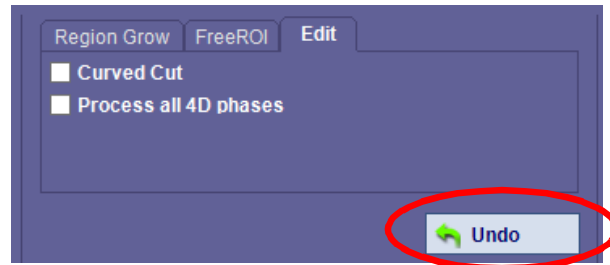 Region Grow FreeROI Edit
Curved Cut
Process all 4D phases
Undo